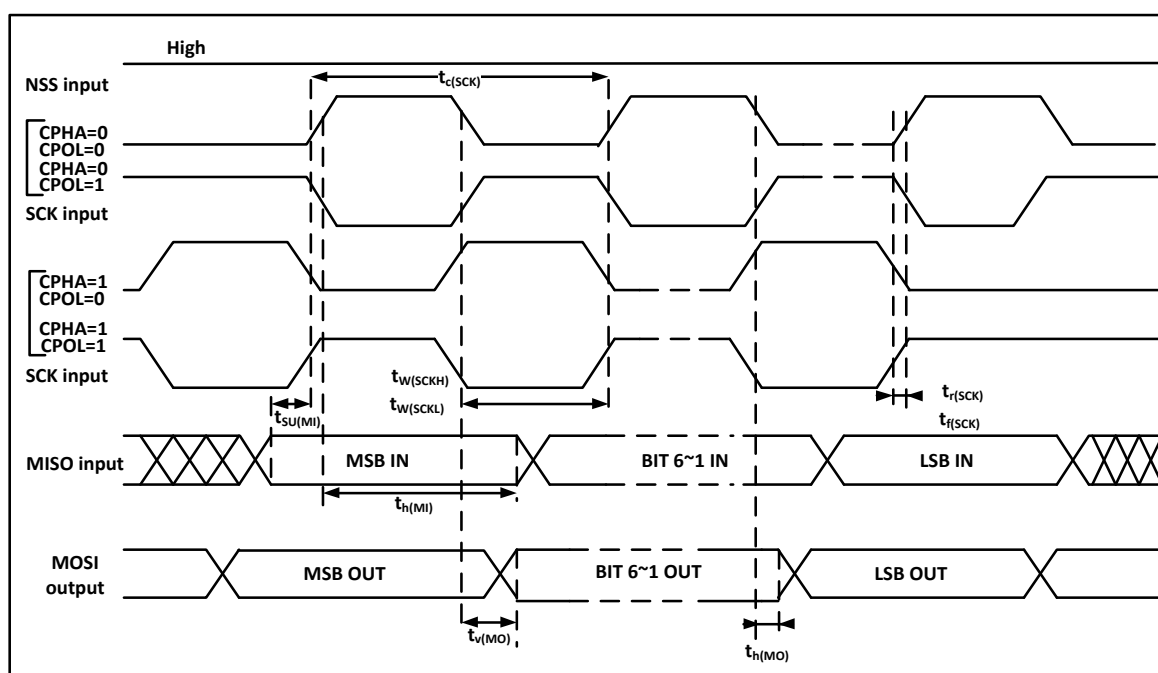 High
NSS input
tc(SCK)
CPHA=0
CPOL=0
CPHA=0
CPOL=1
SCK input
CPHA=1
CPOL=0
CPHA=1
CPOL=1
SCK input
tW(SCKH)
tW(SCKL)
tr(SCK)
tf(SCK)
tSU(MI)
MISO input
MSB IN
BIT 6~1 IN
LSB IN
th(MI)
MOSI
output
MSB OUT
BIT 6~1 OUT
LSB OUT
tv(MO)
th(MO)